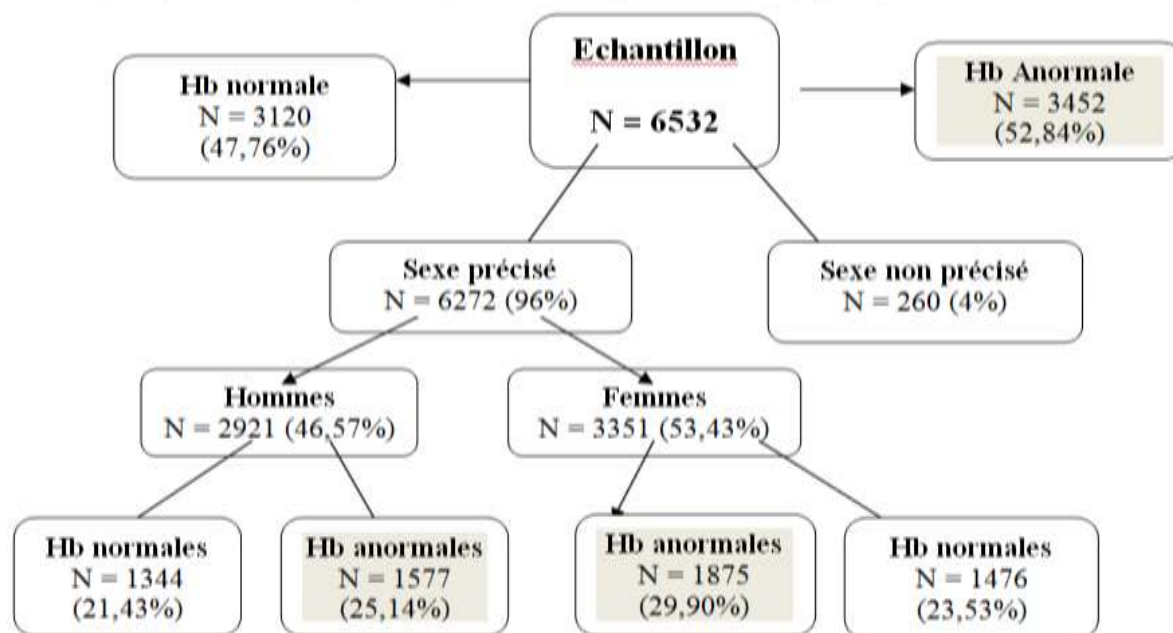 Echantillon
N = 6532
Hb normale
N = 3120
(47,76%)
Hb Anormale
N = 3452
(52,84%)
Sexe précisé
N = 6272 (96%)
Sexe non précisé
N = 260 (4%)
Hommes
N = 2921 (46,57%)
Femmes
N = 3351 (53,43%)
Hb normales
N = 1344
(21,43%)
Hb anormales
N = 1577
(25,14%)
Hb anormales
N = 1875
(29,90%)
Hb normales
N = 1476
(23,53%)